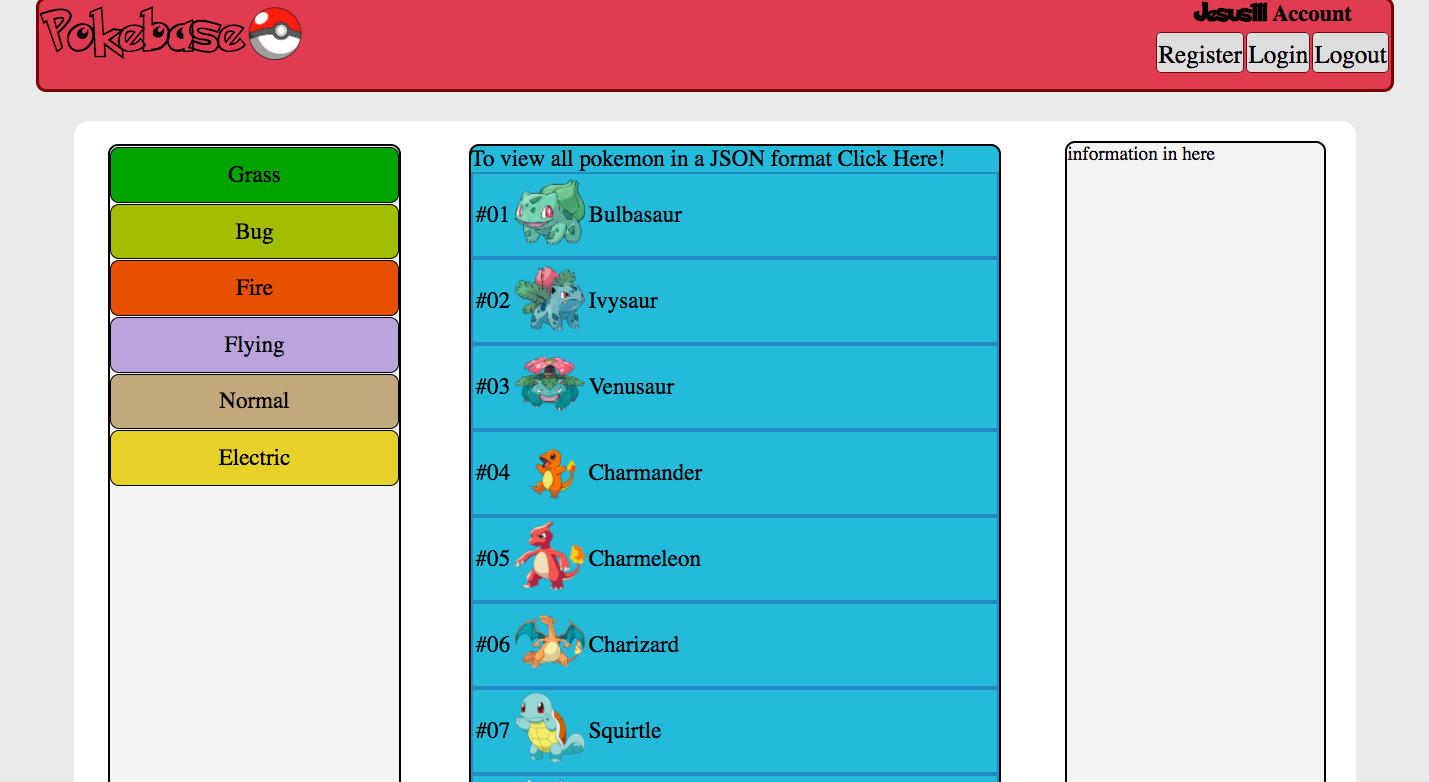 Pokebase
Jesus111 Account
Register Login Logout
Grass
Bug
Fire
Flying
Normal
Electric
To view all pokemon in a JSON format Click Here!
#01 Bulbasaur
#02 Ivysaur
#03 Venusaur
#04 Charmander
#05 Charmeleon
#06 Charizard
#07 Squirtle
information in here